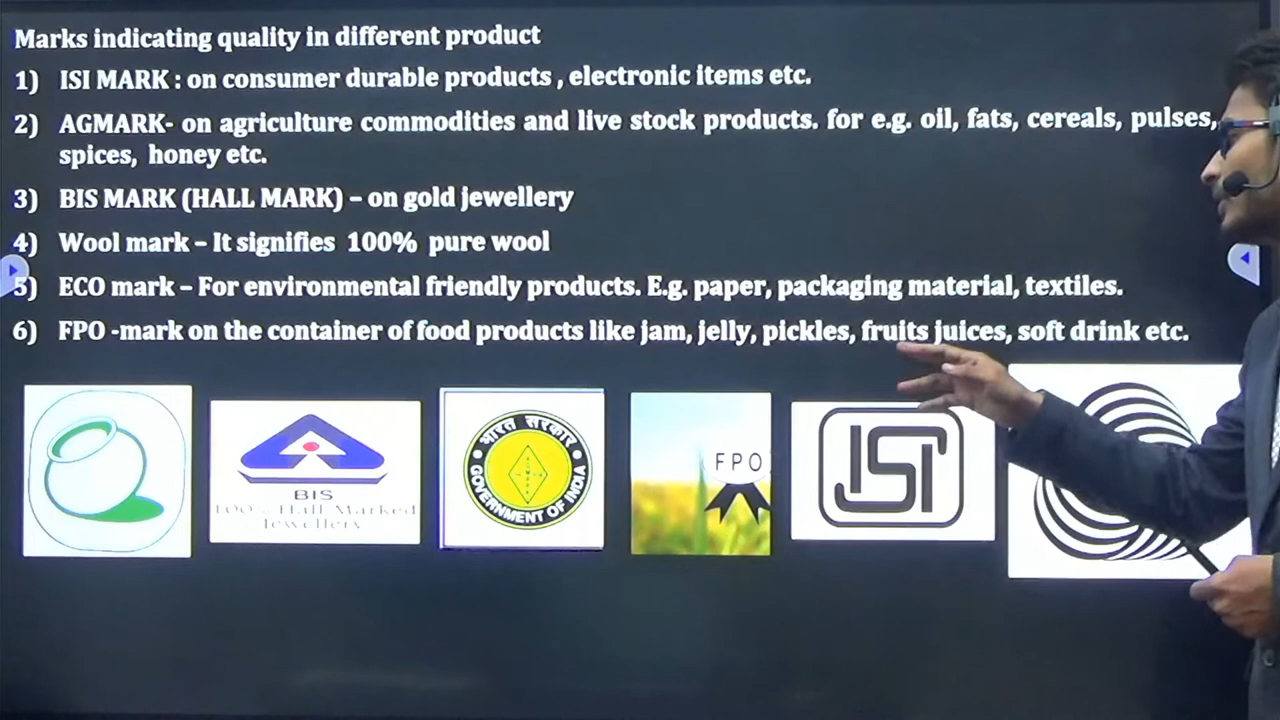 Marks indicating quality in different product
1) ISI MARK : on consumer durable products , electronic items etc.
2) AGMARK- on agriculture commodities and live stock products. for e.g. oil, fats, cereals, pulses,
spices, honey etc.
3) BIS MARK (HALL MARK) – on gold jewellery
4) Wool mark – It signifies 100% pure wool
5) ECO mark – For environmental friendly products. E.g. paper, packaging material, textiles.
6) FPO -mark on the container of food products like jam, jelly, pickles, fruits juices, soft drink etc.
BIS
100% Hall Marked
Jewellery
भारत सरकार
GOVERNMENT OF INDIA
FPO
ISI